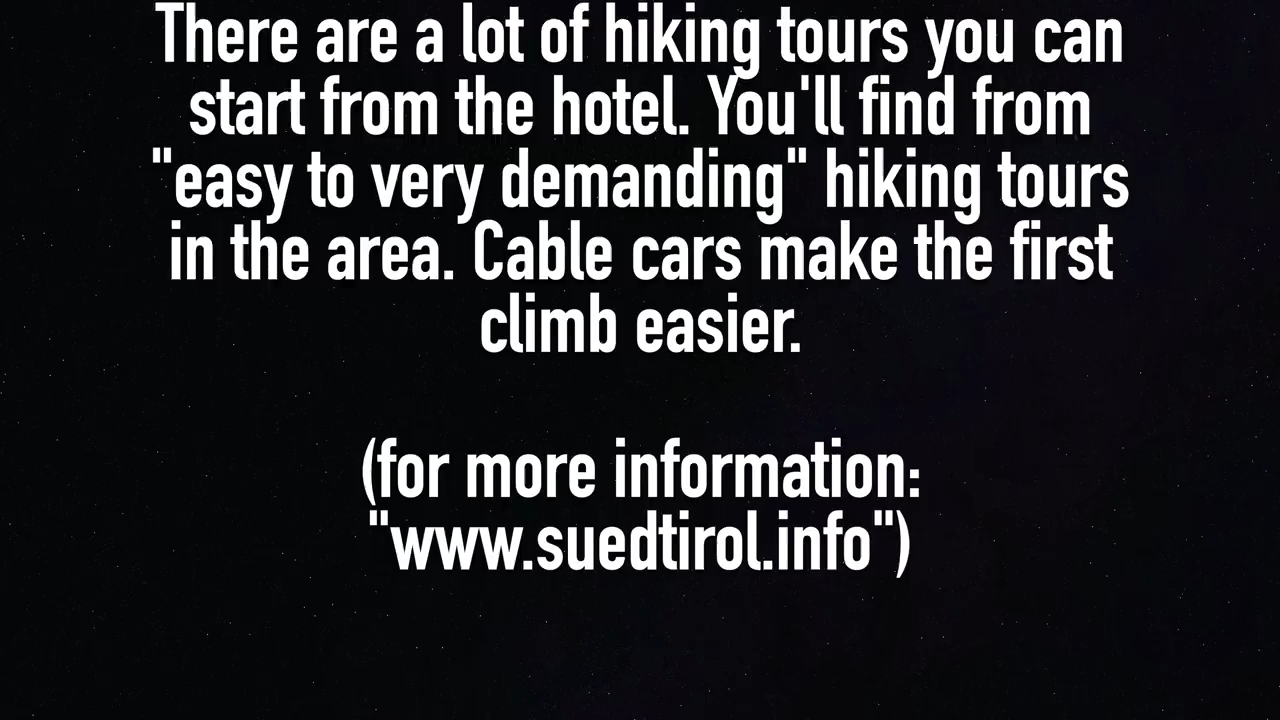 There are a lot of hiking tours you can
start from the hotel. You'll find from
"easy to very demanding" hiking tours
in the area. Cable cars make the first
climb easier.
(for more information:
"www.suedtirol.info")